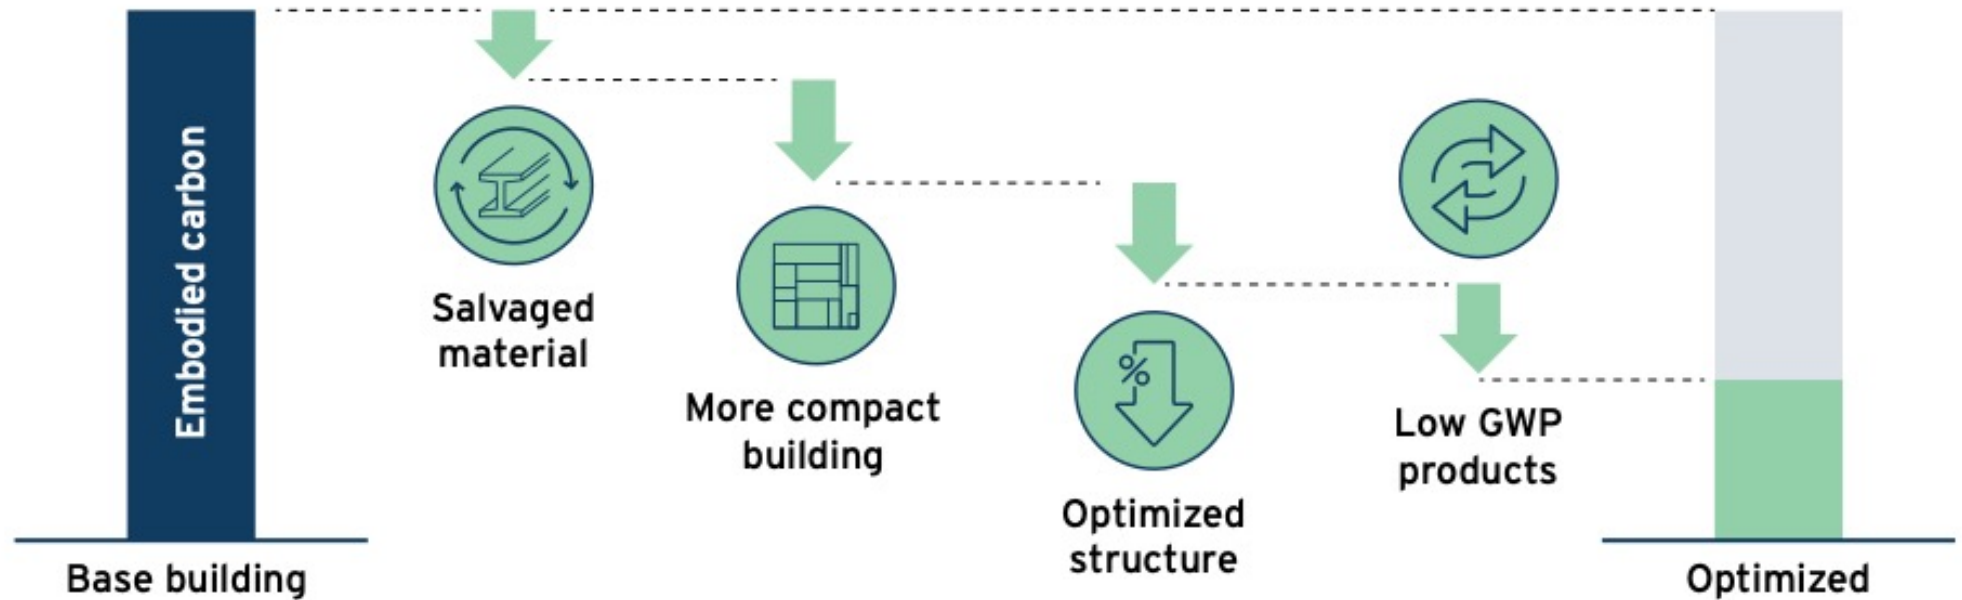 Embodied carbon
Base building
Salvaged
material
More compact
building
%
Optimized
structure
Low GWP
products
Optimized